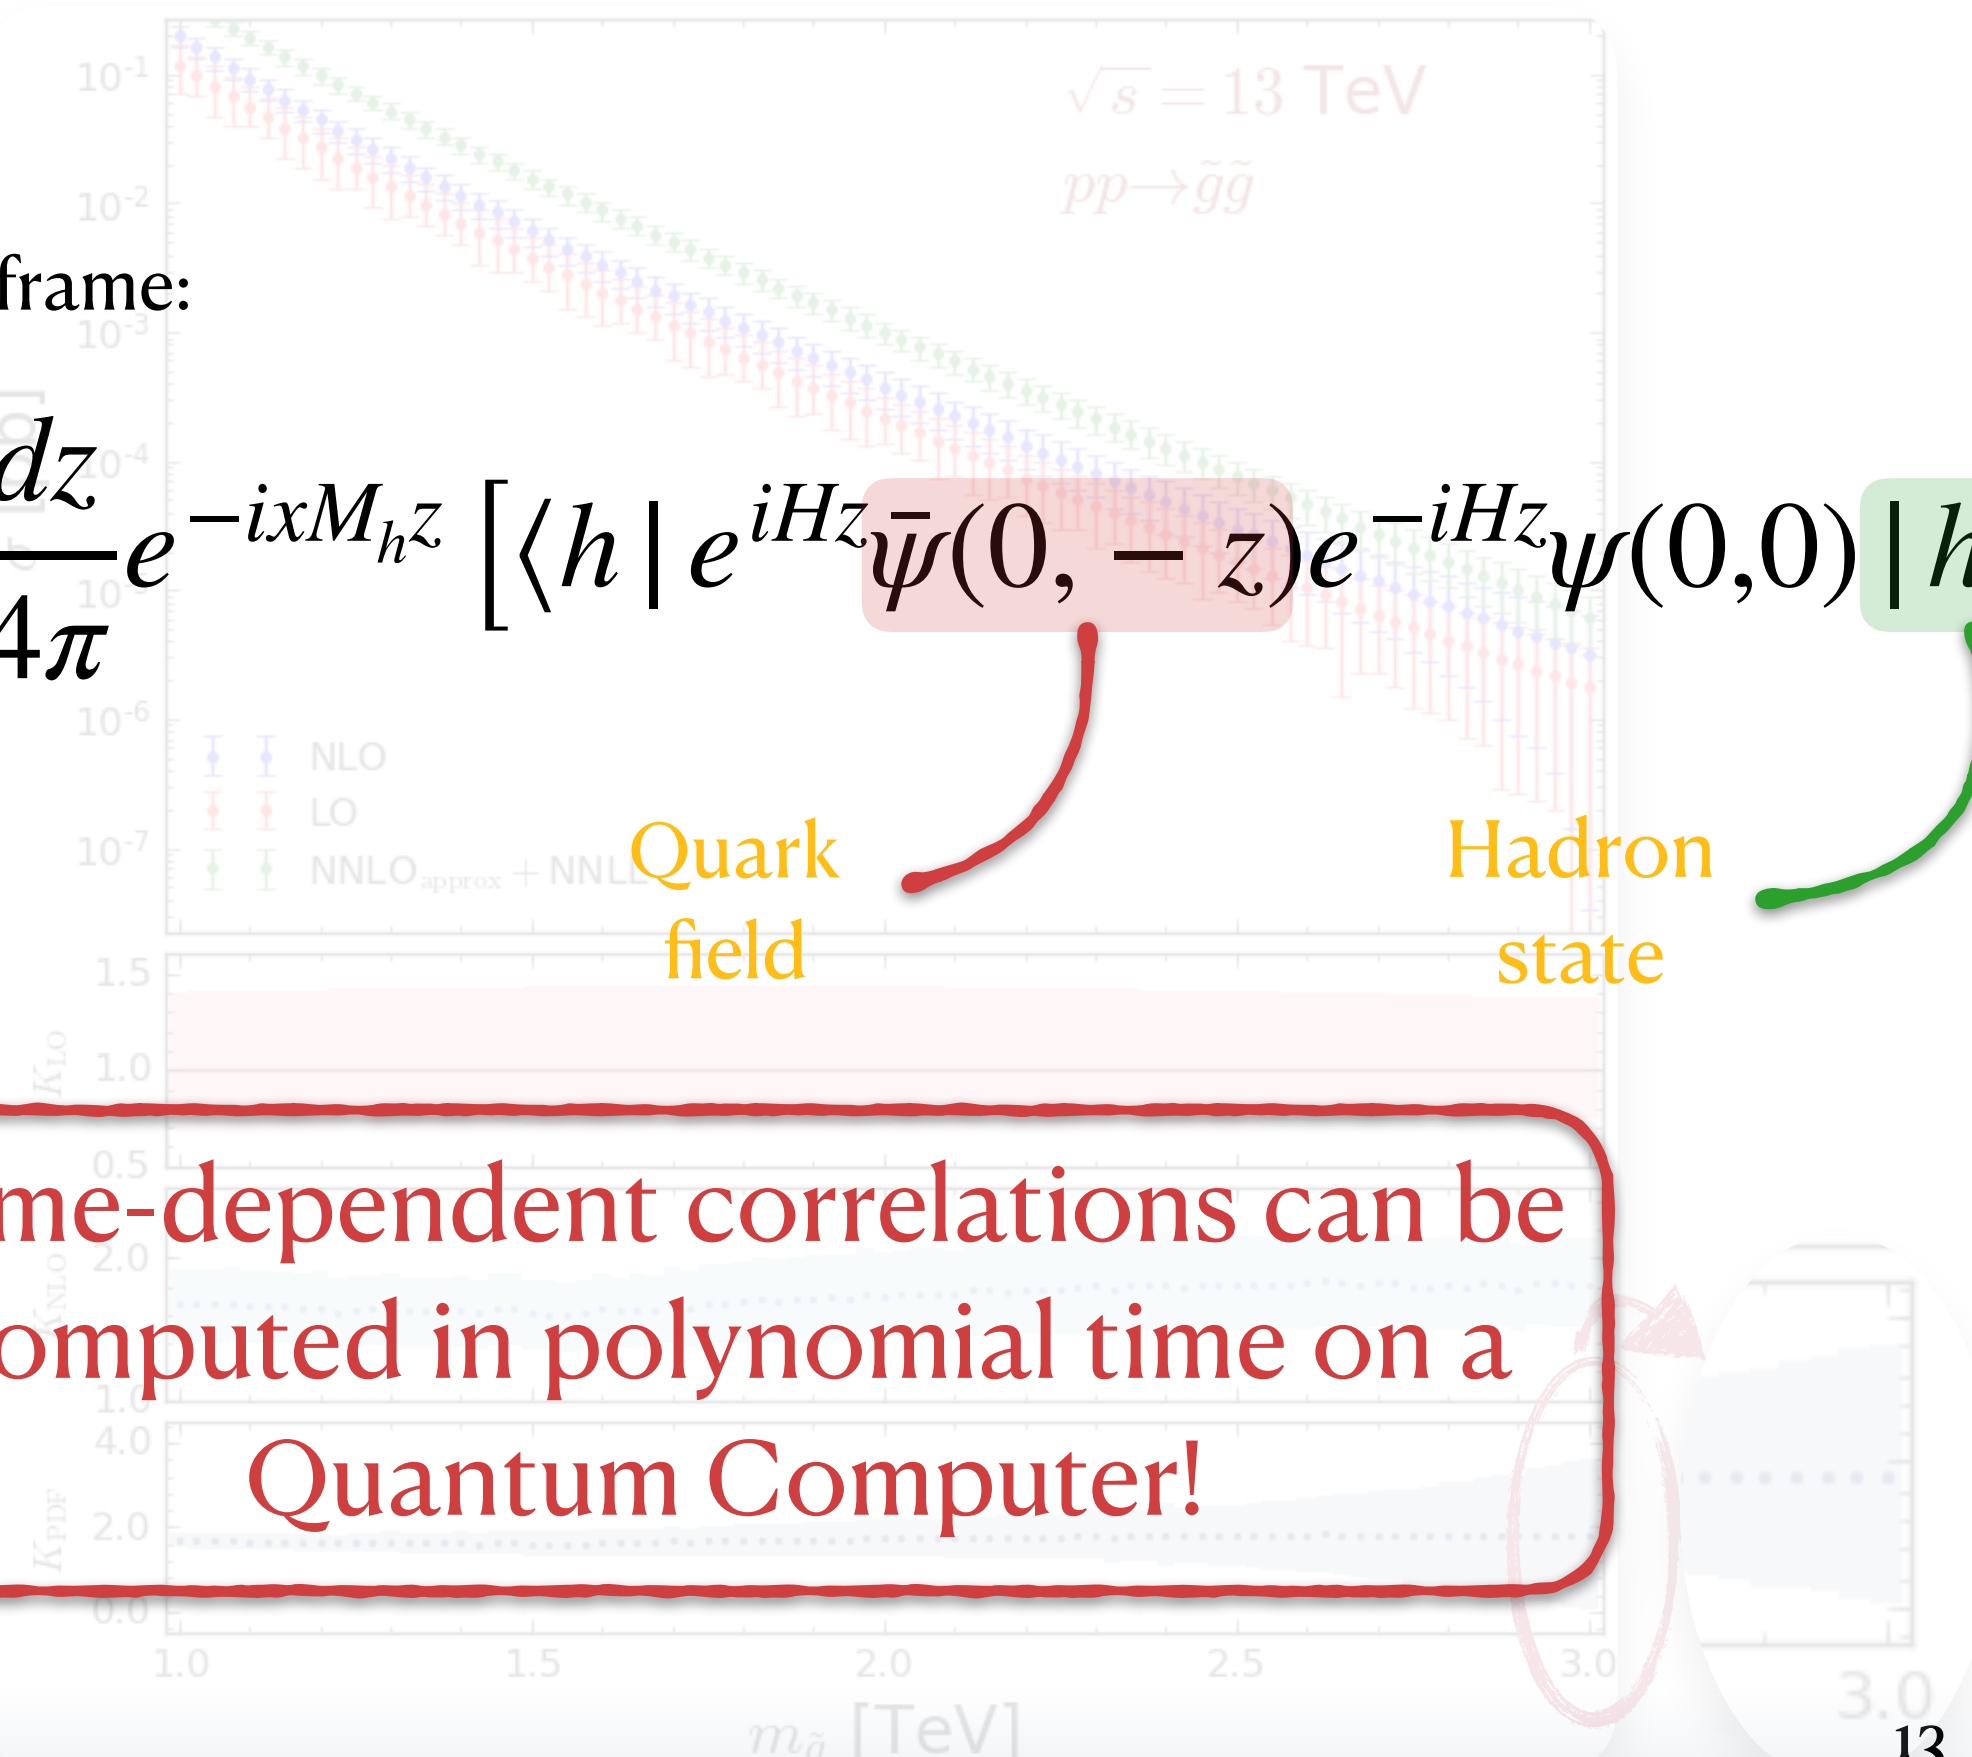 10⁻¹
√s = 13 TeV
pp→g̃g̃
10⁻²
frame:
10⁻³
10⁻⁴
dz
4π
e^{−ixM_h z} [⟨h| e^{iHz} ψ̄(0, − z)e^{−iHz}ψ(0,0)|h
10⁻⁶
NLO
LO
10⁻⁷
NNLO_approx + NNLL
Quark
field
Hadron
state
1.5
K_LO
1.0
0.5
me-dependent correlations can be
2.0
K_NLO
omputed in polynomial time on a
1.0
4.0
Quantum Computer!
K_PDF
2.0
0.0
1.0 1.5 2.0 2.5 3.0
3.0
m_g̃ [TeV]
13